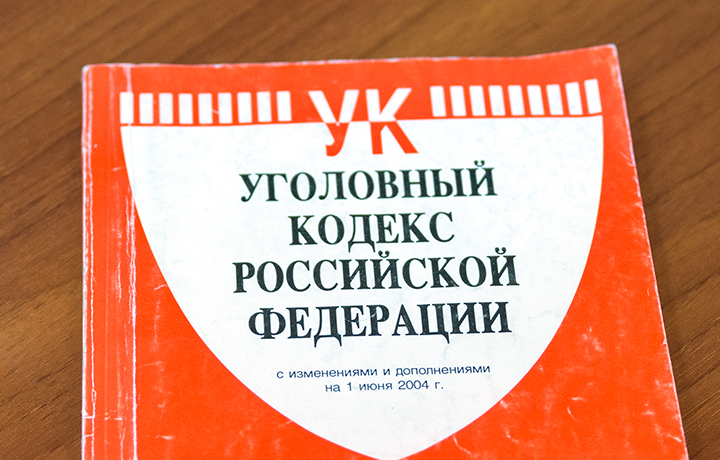 УК
УГОЛОВНЫЙ
КОДЕКС
РОССИЙСКОЙ
ФЕДЕРАЦИИ
с изменениями и дополнениями
на 1 июня 2004 г.